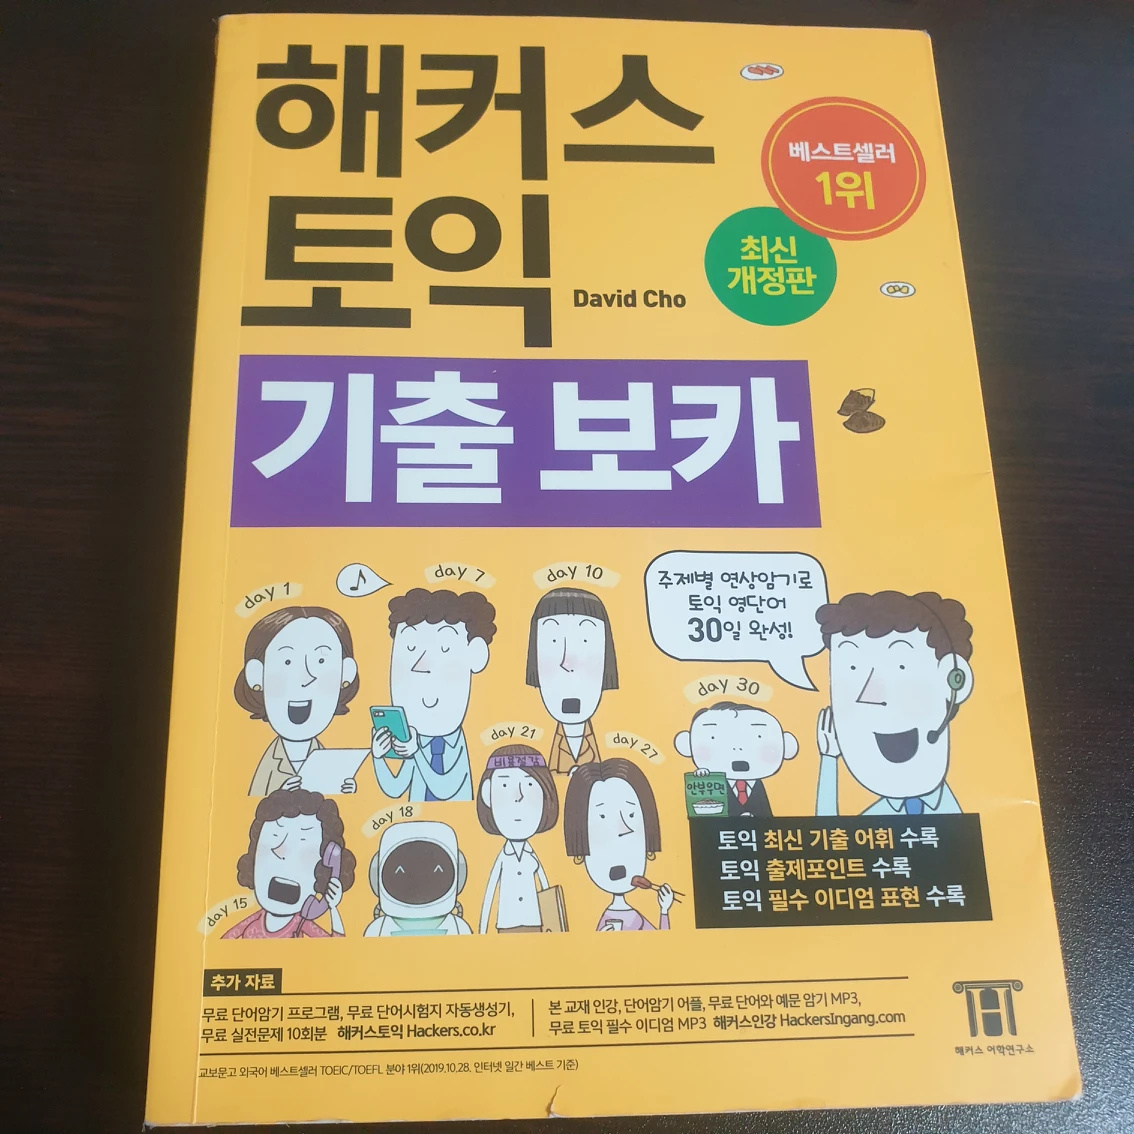 해커스
토익
David Cho
베스트셀러
1위
최신
개정판
기출 보카
day 1
day 7
day 10
주제별 연상암기로
토익 영단어
30일 완성!
day 30
day 21
day 27
비몽정각
안부우면
day 18
day 15
토익 최신 기출 어휘 수록
토익 출제포인트 수록
토익 필수 이디엄 표현 수록
추가 자료
무료 단어암기 프로그램, 무료 단어시험지 자동생성기,
무료 실전문제 10회분 해커스토익 Hackers.co.kr
본 교재 인강, 단어암기 어플, 무료 단어와 예문 암기 MP3,
무료 토익 필수 이디엄 MP3 해커스인강 HackersIngang.com
해커스 어학연구소
교보문고 외국어 베스트셀러 TOEIC/TOEFL 분야 1위(2019.10.28. 인터넷 일간 베스트 기준)